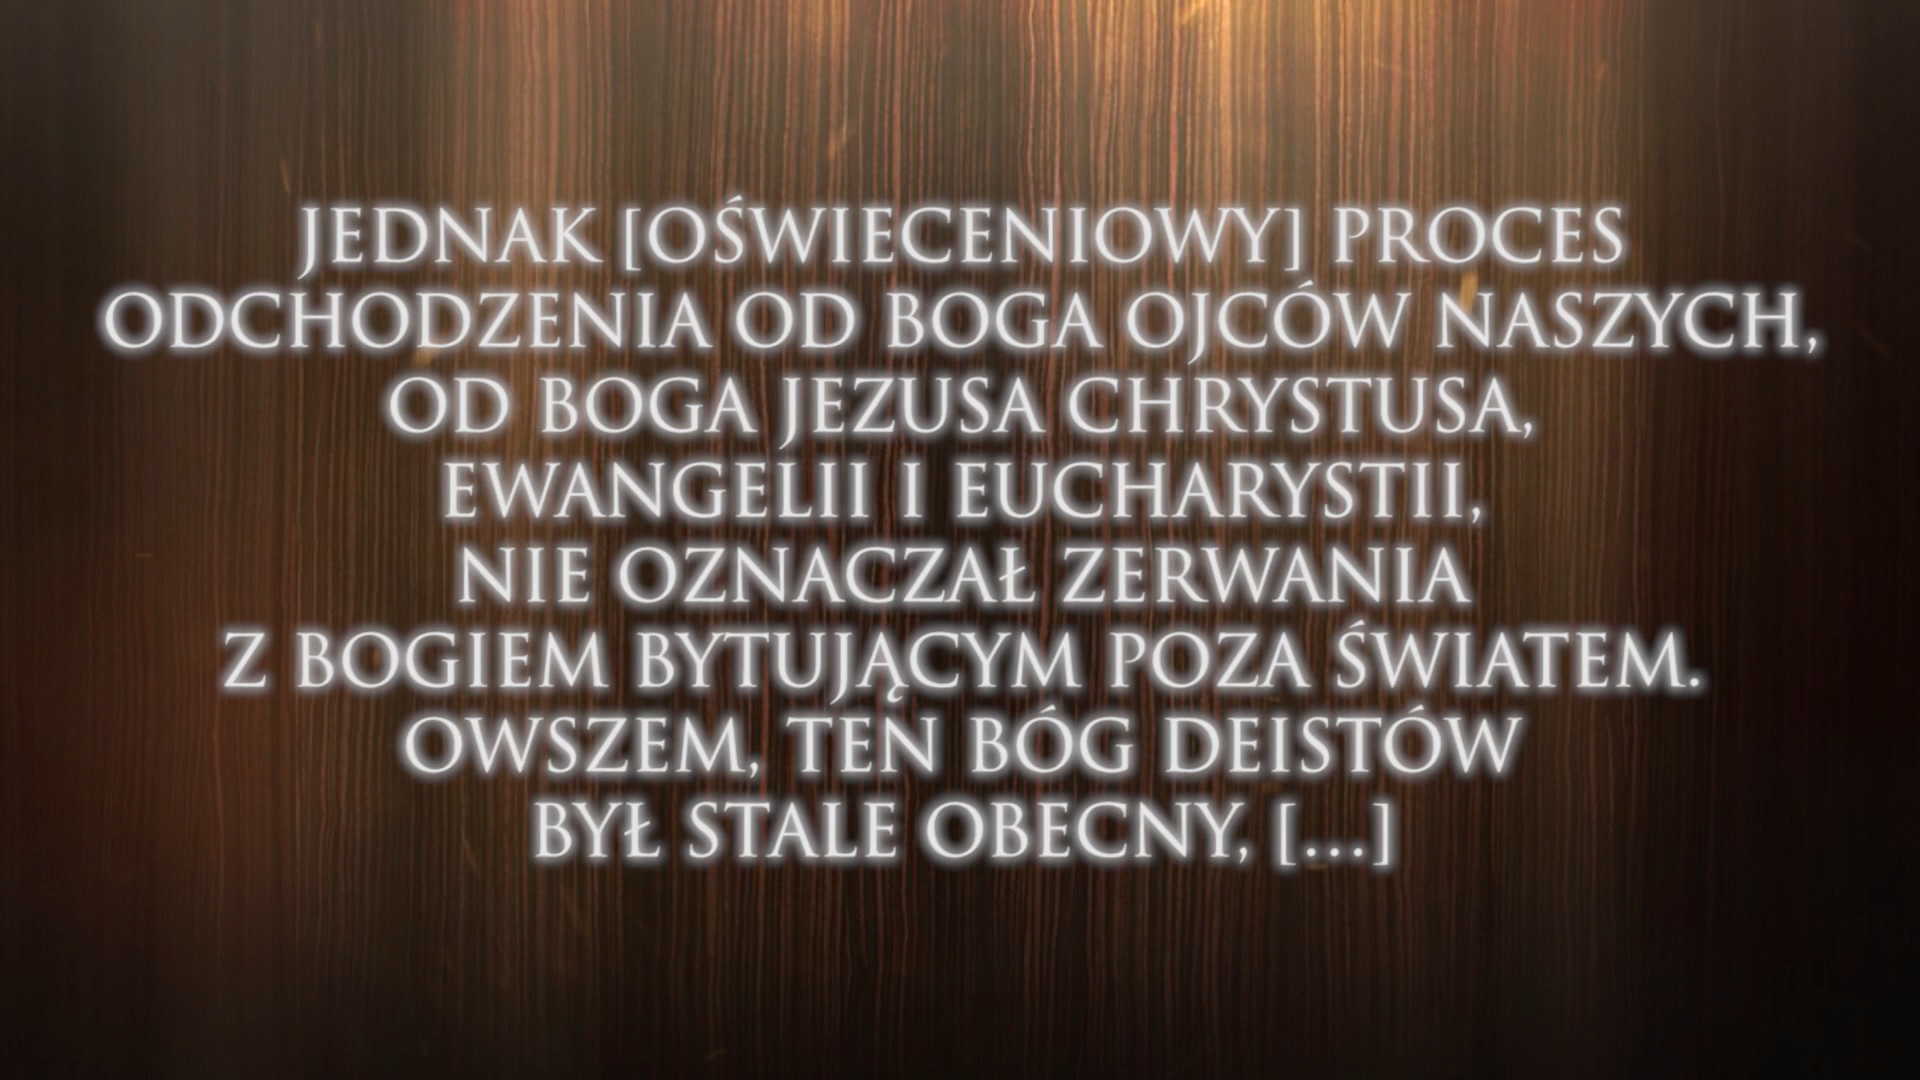 JEDNAK [OŚWIECENIOWY] PROCES
ODCHODZENIA OD BOGA OJCÓW NASZYCH,
OD BOGA JEZUSA CHRYSTUSA,
EWANGELII I EUCHARYSTII,
NIE OZNACZAŁ ZERWANIA
Z BOGIEM BYTUJĄCYM POZA ŚWIATEM.
OWSZEM, TEN BÓG DEISTÓW
BYŁ STALE OBECNY, [...]